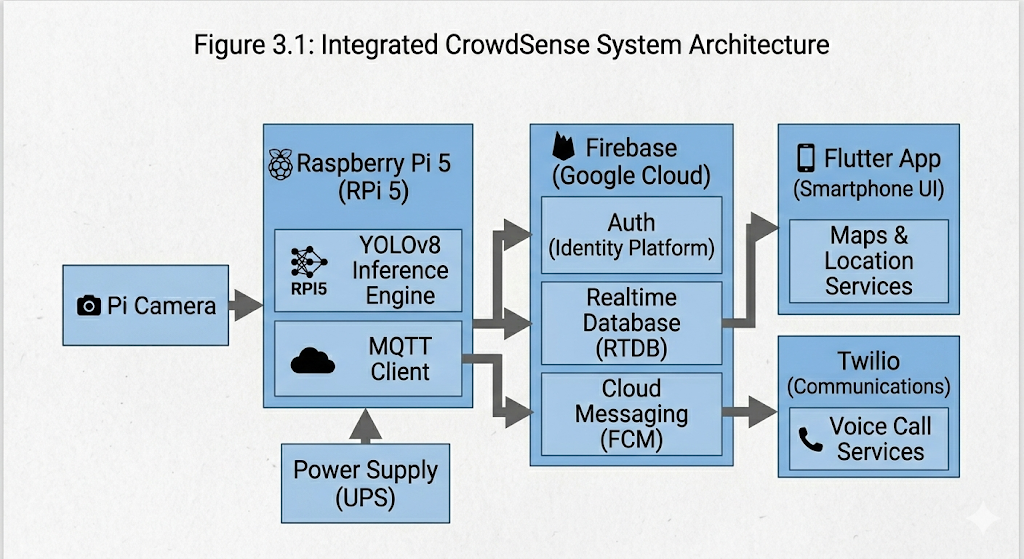 Figure 3.1: Integrated CrowdSense System Architecture
Pi Camera
Raspberry Pi 5
(RPi 5)
RPI5
YOLOv8
Inference
Engine
MQTT
Client
Power Supply
(UPS)
Firebase
(Google Cloud)
Auth
(Identity Platform)
Realtime
Database
(RTDB)
Cloud
Messaging
(FCM)
Flutter App
(Smartphone UI)
Maps &
Location
Services
Twilio
(Communications)
Voice Call
Services